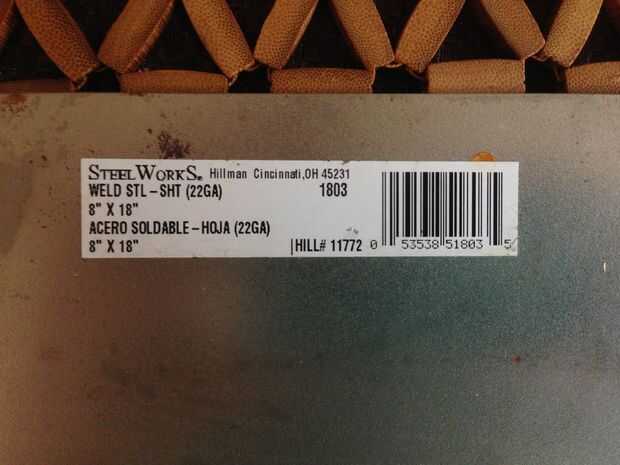 STEELWORKS. Hillman Cincinnati,OH 45231
WELD STL-SHT (22GA) 1803
8" X 18"
ACERO SOLDABLE-HOJA (22GA)
8" X 18" |HILL# 11772 0 53538 51803 5